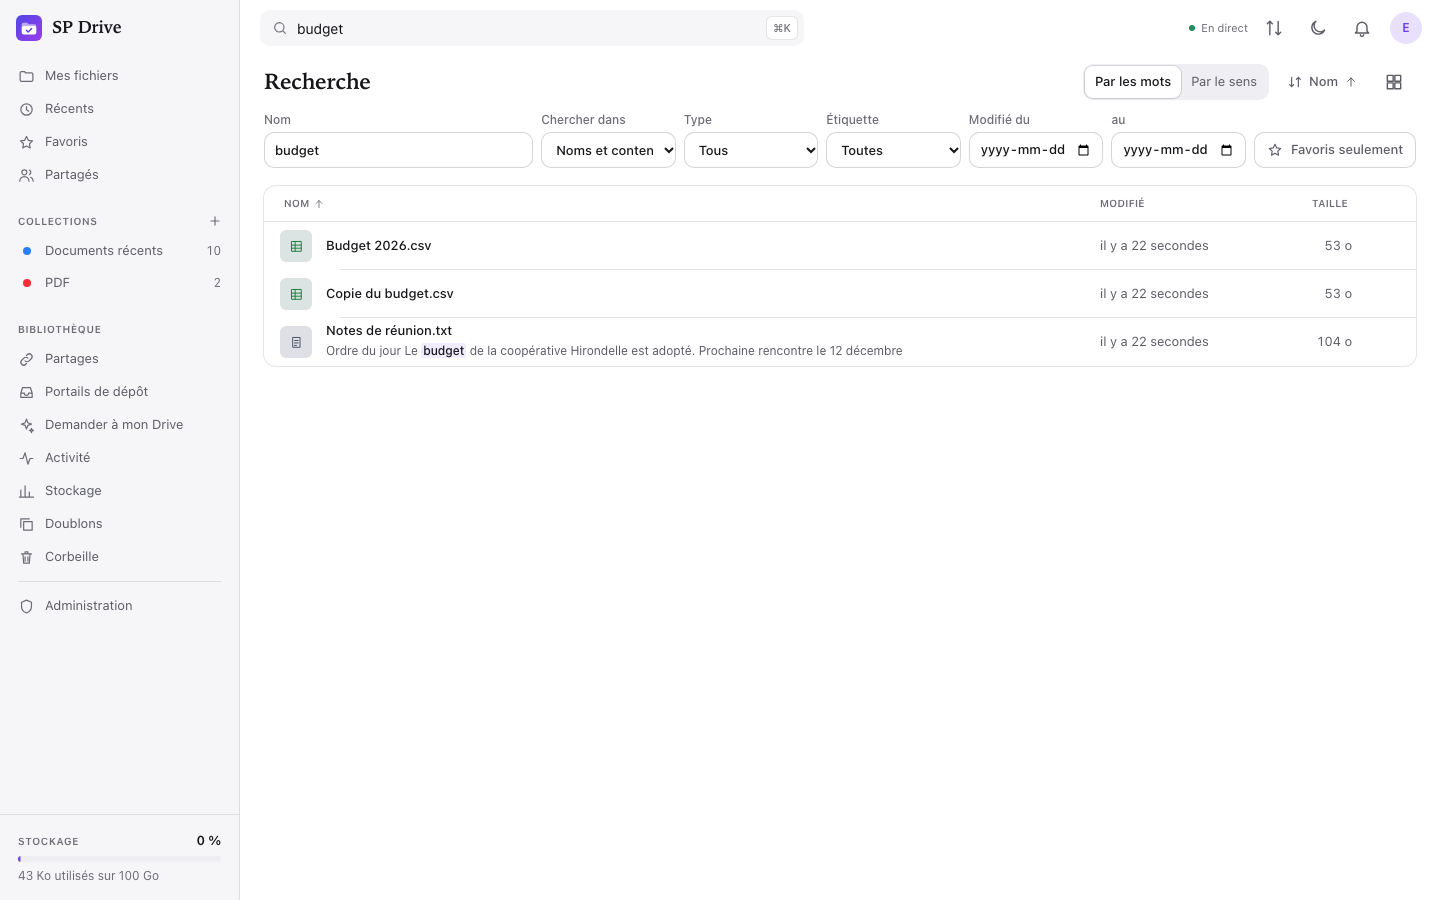 SP Drive
budget
⌘K
En direct
E
Mes fichiers
Récents
Favoris
Partagés
COLLECTIONS
Documents récents 10
PDF 2
BIBLIOTHÈQUE
Partages
Portails de dépôt
Demander à mon Drive
Activité
Stockage
Doublons
Corbeille
Administration
STOCKAGE 0 %
43 Ko utilisés sur 100 Go
Recherche
Par les mots Par le sens Nom
Nom Chercher dans Type Étiquette Modifié du au
budget Noms et conten Tous Toutes yyyy-mm-dd yyyy-mm-dd Favoris seulement
NOM MODIFIÉ TAILLE
Budget 2026.csv il y a 22 secondes 53 o
Copie du budget.csv il y a 22 secondes 53 o
Notes de réunion.txt
Ordre du jour Le budget de la coopérative Hirondelle est adopté. Prochaine rencontre le 12 décembre il y a 22 secondes 104 o